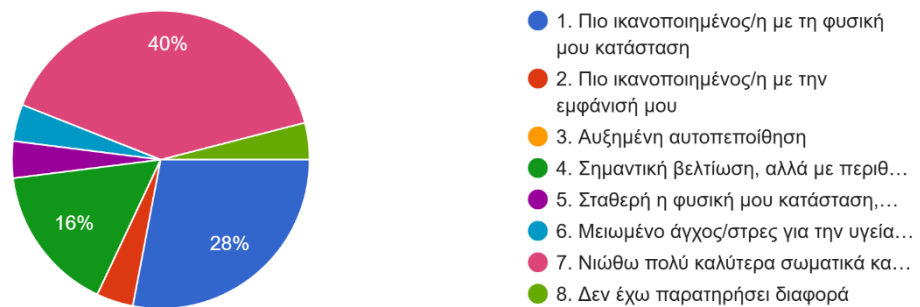 40%
16%
28%
1. Πιο ικανοποιημένος/η με τη φυσική
μου κατάσταση
2. Πιο ικανοποιημένος/η με την
εμφάνισή μου
3. Αυξημένη αυτοπεποίθηση
4. Σημαντική βελτίωση, αλλά με περιθ…
5. Σταθερή η φυσική μου κατάσταση,…
6. Μειωμένο άγχος/στρες για την υγεία…
7. Νιώθω πολύ καλύτερα σωματικά κα…
8. Δεν έχω παρατηρήσει διαφορά